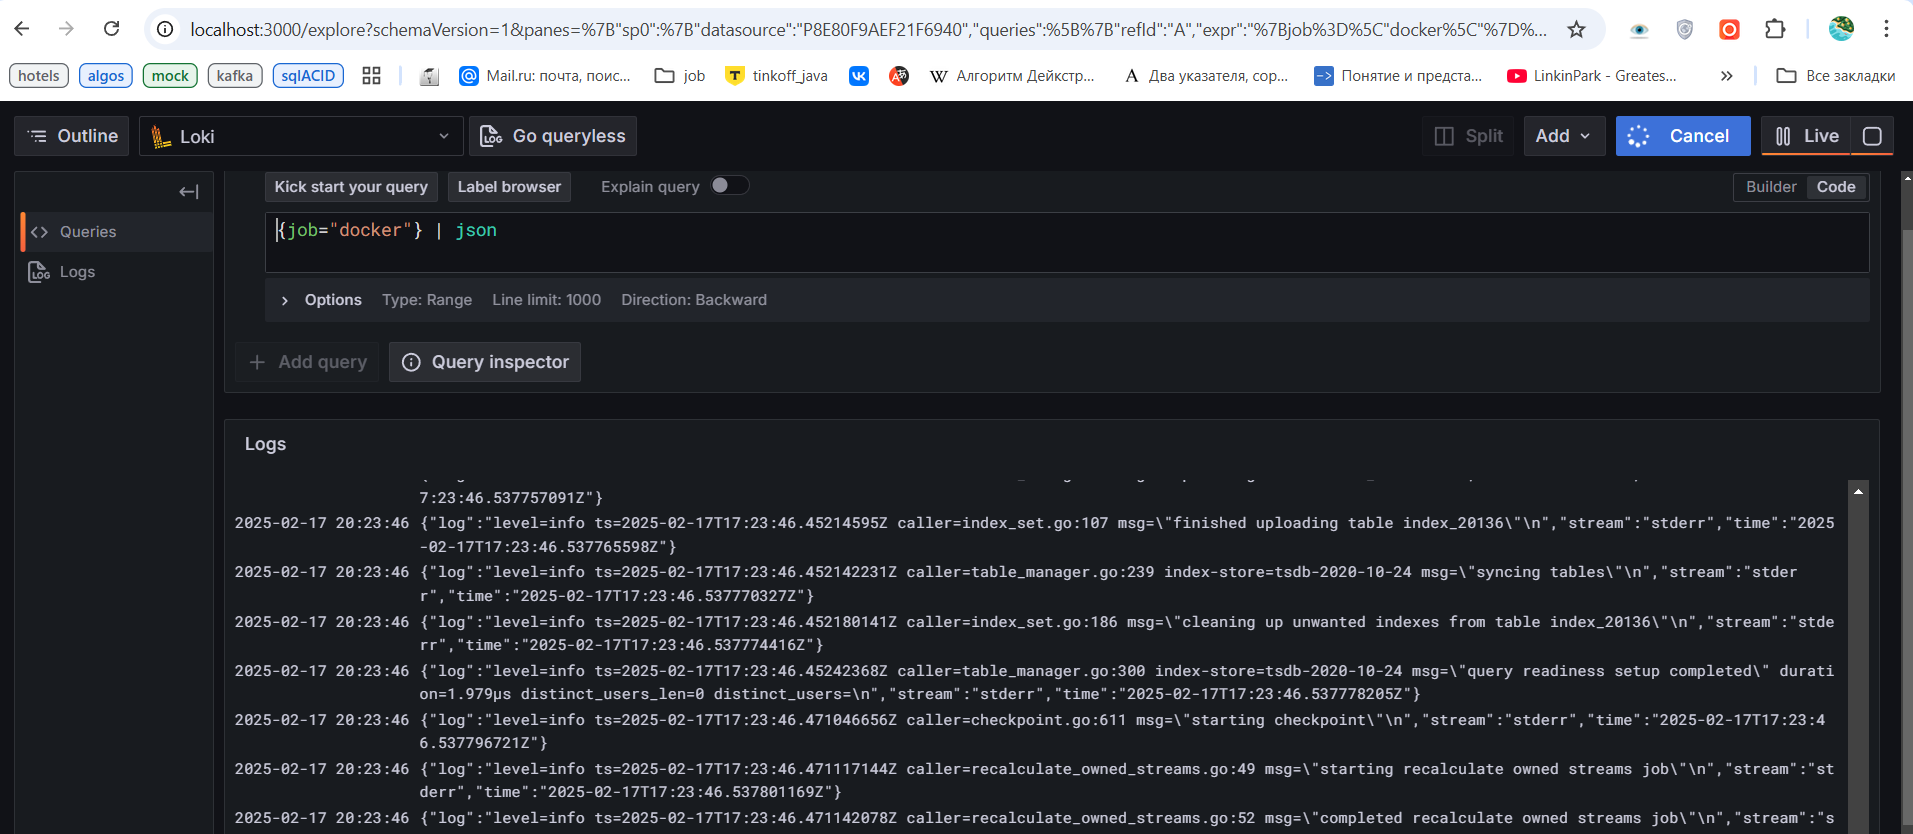 localhost:3000/explore?schemaVersion=1&panes=%7B"sp0":%7B"datasource":"P8E80F9AEF21F6940","queries":%5B%7B"refId":"A","expr":"%7Bjob%3D%5C"docker%5C"%7D%...
hotels algos mock kafka sqlACID Mail.ru: почта, поис... job tinkoff_java Алгоритм Дейкстр... Два указателя, сор... Понятие и предста... LinkinPark - Greates... » Все закладки
Outline Loki Go queryless Split Add Cancel Live
Kick start your query Label browser Explain query Builder Code
Queries {job="docker"} | json
Logs
Options Type: Range Line limit: 1000 Direction: Backward
+ Add query Query inspector
Logs
7:23:46.537757091Z"}
2025-02-17 20:23:46 {"log":"level=info ts=2025-02-17T17:23:46.45214595Z caller=index_set.go:107 msg=\"finished uploading table index_20136\"\n","stream":"stderr","time":"2025
-02-17T17:23:46.537765598Z"}
2025-02-17 20:23:46 {"log":"level=info ts=2025-02-17T17:23:46.452142231Z caller=table_manager.go:239 index-store=tsdb-2020-10-24 msg=\"syncing tables\"\n","stream":"stder
r","time":"2025-02-17T17:23:46.537770327Z"}
2025-02-17 20:23:46 {"log":"level=info ts=2025-02-17T17:23:46.452180141Z caller=index_set.go:186 msg=\"cleaning up unwanted indexes from table index_20136\"\n","stream":"stde
rr","time":"2025-02-17T17:23:46.537774416Z"}
2025-02-17 20:23:46 {"log":"level=info ts=2025-02-17T17:23:46.45242368Z caller=table_manager.go:300 index-store=tsdb-2020-10-24 msg=\"query readiness setup completed\" durati
on=1.979µs distinct_users_len=0 distinct_users=\n","stream":"stderr","time":"2025-02-17T17:23:46.537778205Z"}
2025-02-17 20:23:46 {"log":"level=info ts=2025-02-17T17:23:46.471046656Z caller=checkpoint.go:611 msg=\"starting checkpoint\"\n","stream":"stderr","time":"2025-02-17T17:23:4
6.537796721Z"}
2025-02-17 20:23:46 {"log":"level=info ts=2025-02-17T17:23:46.471117144Z caller=recalculate_owned_streams.go:49 msg=\"starting recalculate owned streams job\"\n","stream":"st
derr","time":"2025-02-17T17:23:46.537801169Z"}
2025-02-17 20:23:46 {"log":"level=info ts=2025-02-17T17:23:46.471142078Z caller=recalculate_owned_streams.go:52 msg=\"completed recalculate owned streams job\"\n","stream":"s